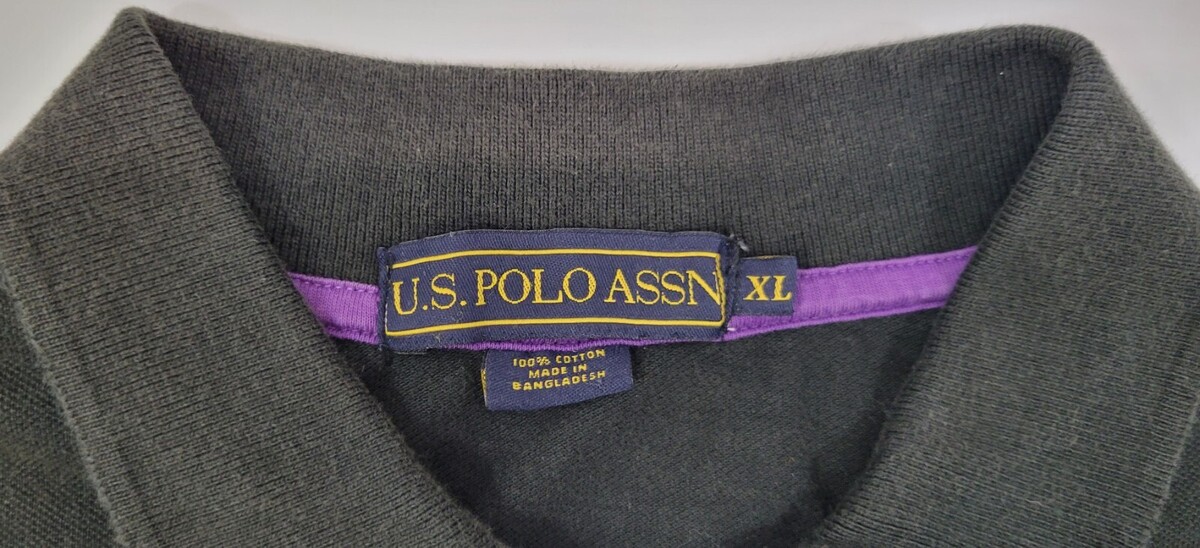 U.S. POLO ASSN
XL
100% COTTON
MADE IN
BANGLADESH